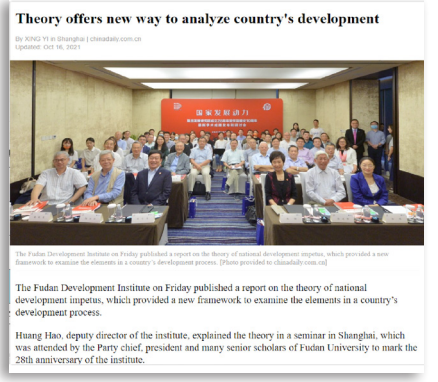 Theory offers new way to analyze country's development
By XING YI in Shanghai | chinadaily.com.cn
Updated: Oct 16, 2021
国家发展动力
The Fudan Development Institute on Friday published a report on the theory of national development impetus, which provided a new
framework to examine the elements in a country's development process. [Photo provided to chinadaily.com.cn]
The Fudan Development Institute on Friday published a report on the theory of national
development impetus, which provided a new framework to examine the elements in a country's
development process.
Huang Hao, deputy director of the institute, explained the theory in a seminar in Shanghai, which
was attended by the Party chief, president and many senior scholars of Fudan University to mark the
28th anniversary of the institute.